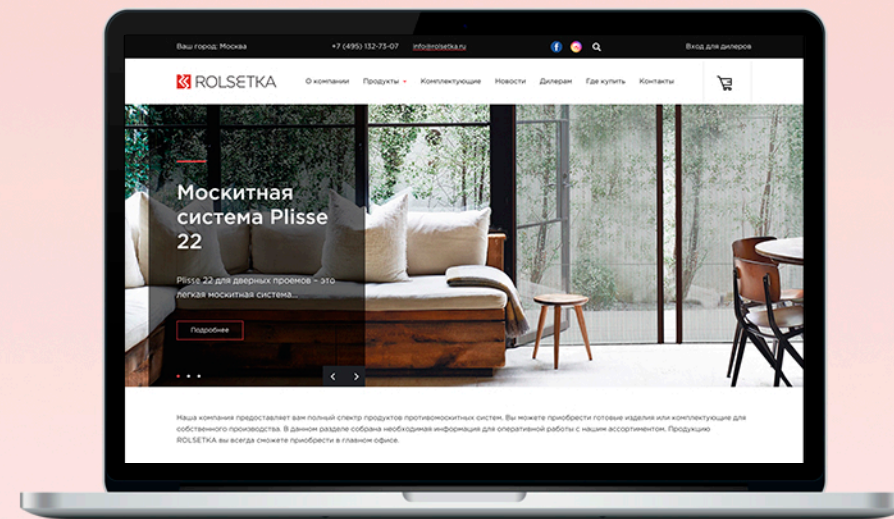 Ваш город: Москва +7 (495) 132-73-07 info@rolsetka.ru Вход для дилеров
ROLSETKA О компании Продукты Комплектующие Новости Дилерам Где купить Контакты
Москитная
система Plisse
22
Plisse 22 для дверных проемов – это
легкая москитная система...
Подробнее
Наша компания предоставляет вам полный спектр продуктов противомоскитных систем. Вы можете приобрести готовые изделия или комплектующие для
собственного производства. В данном разделе собрана необходимая информация для оперативной работы с нашим ассортиментом. Продукцию
ROLSETKA вы всегда сможете приобрести в главном офисе.